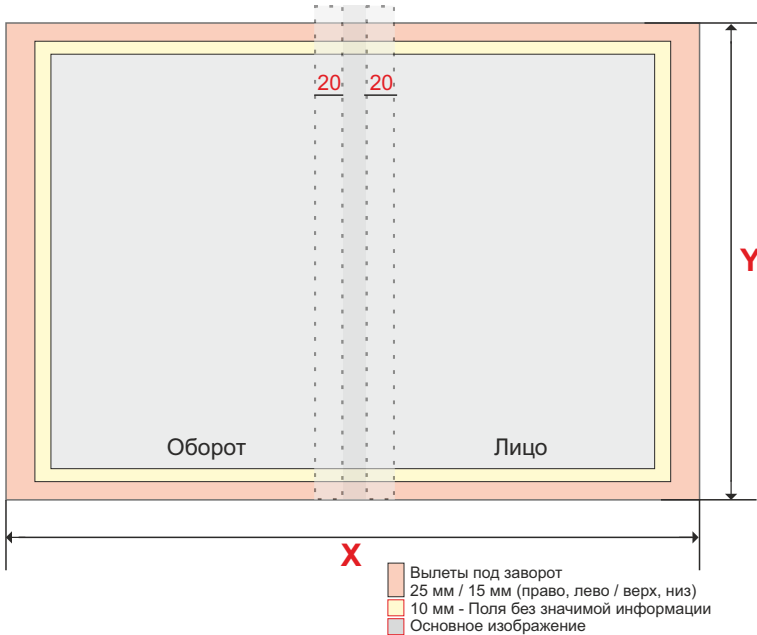 20 20
Y
Оборот Лицо
X
Вылеты под заворот
25 мм / 15 мм (право, лево / верх, низ)
10 мм - Поля без значимой информации
Основное изображение